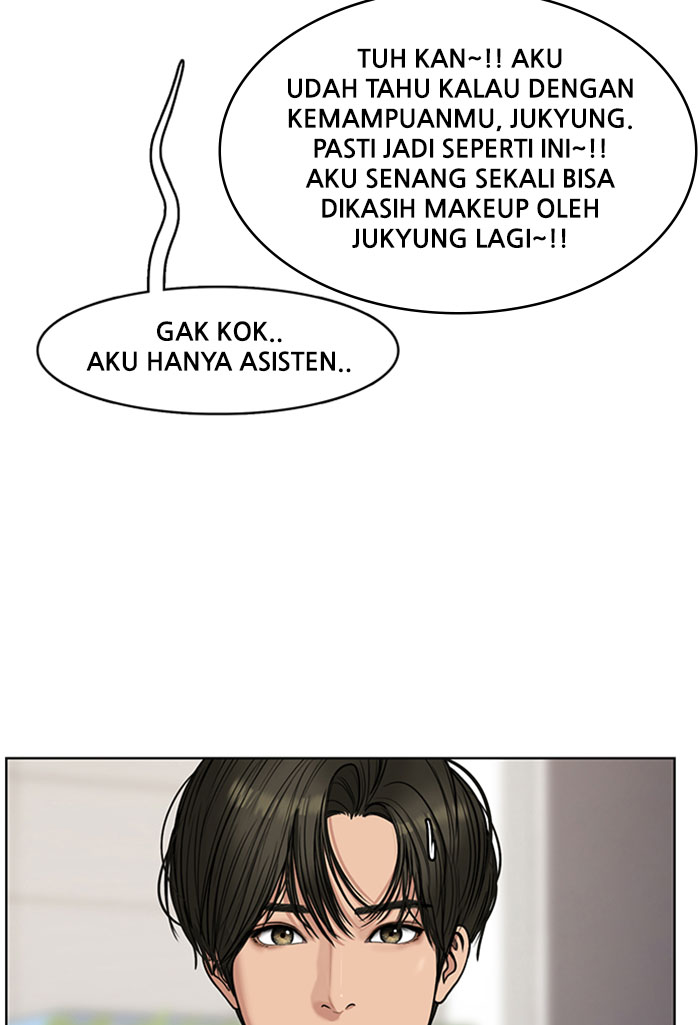 TUH KAN~!! AKU
UDAH TAHU KALAU DENGAN
KEMAMPUANMU, JUKYUNG.
PASTI JADI SEPERTI INI~!!
AKU SENANG SEKALI BISA
DIKASIH MAKEUP OLEH
JUKYUNG LAGI~!!
GAK KOK..
AKU HANYA ASISTEN..